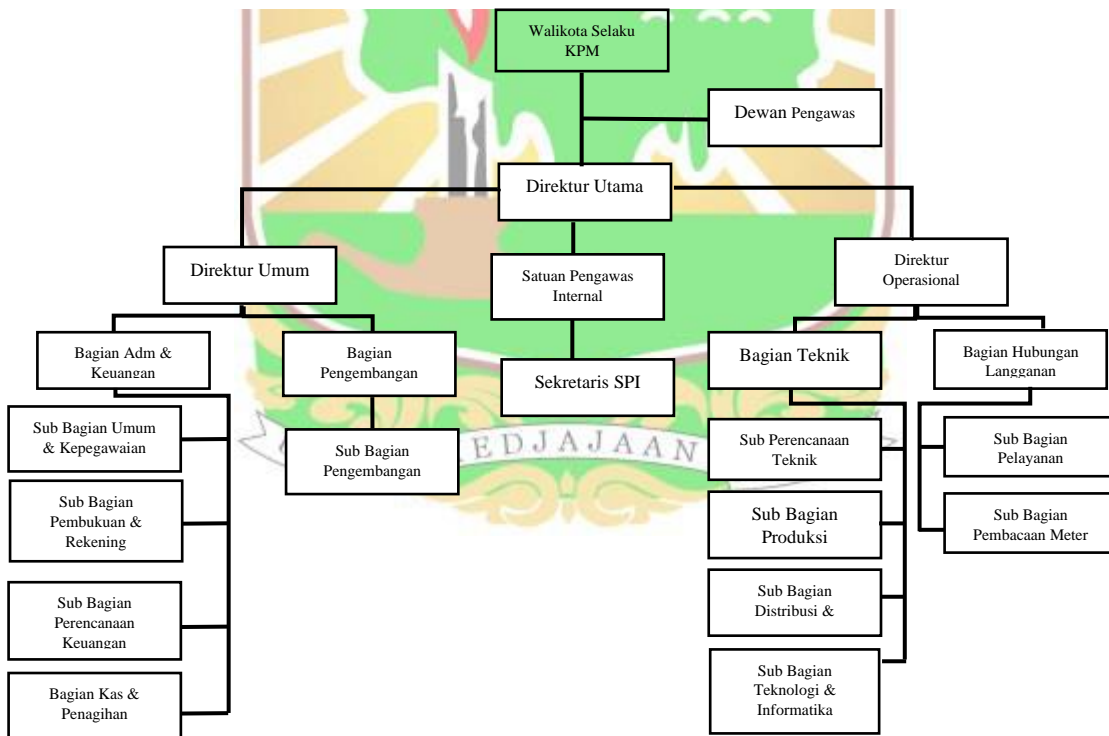 Walikota Selaku
KPM
Dewan Pengawas
Direktur Utama
Direktur Umum
Satuan Pengawas
Internal
Direktur
Operasional
Bagian Adm &
Keuangan
Bagian
Pengembangan
Sekretaris SPI
Bagian Teknik
Bagian Hubungan
Langganan
Sub Bagian Umum
& Kepegawaian
Sub Bagian
Pembukuan &
Rekening
Sub Bagian
Perencanaan
Keuangan
Bagian Kas &
Penagihan
Sub Bagian
Pengembangan
EDJAJAAN
Sub Perencanaan
Teknik
Sub Bagian
Produksi
Sub Bagian
Distribusi &
Sub Bagian
Teknologi &
Informatika
Sub Bagian
Pelayanan
Sub Bagian
Pembacaan Meter